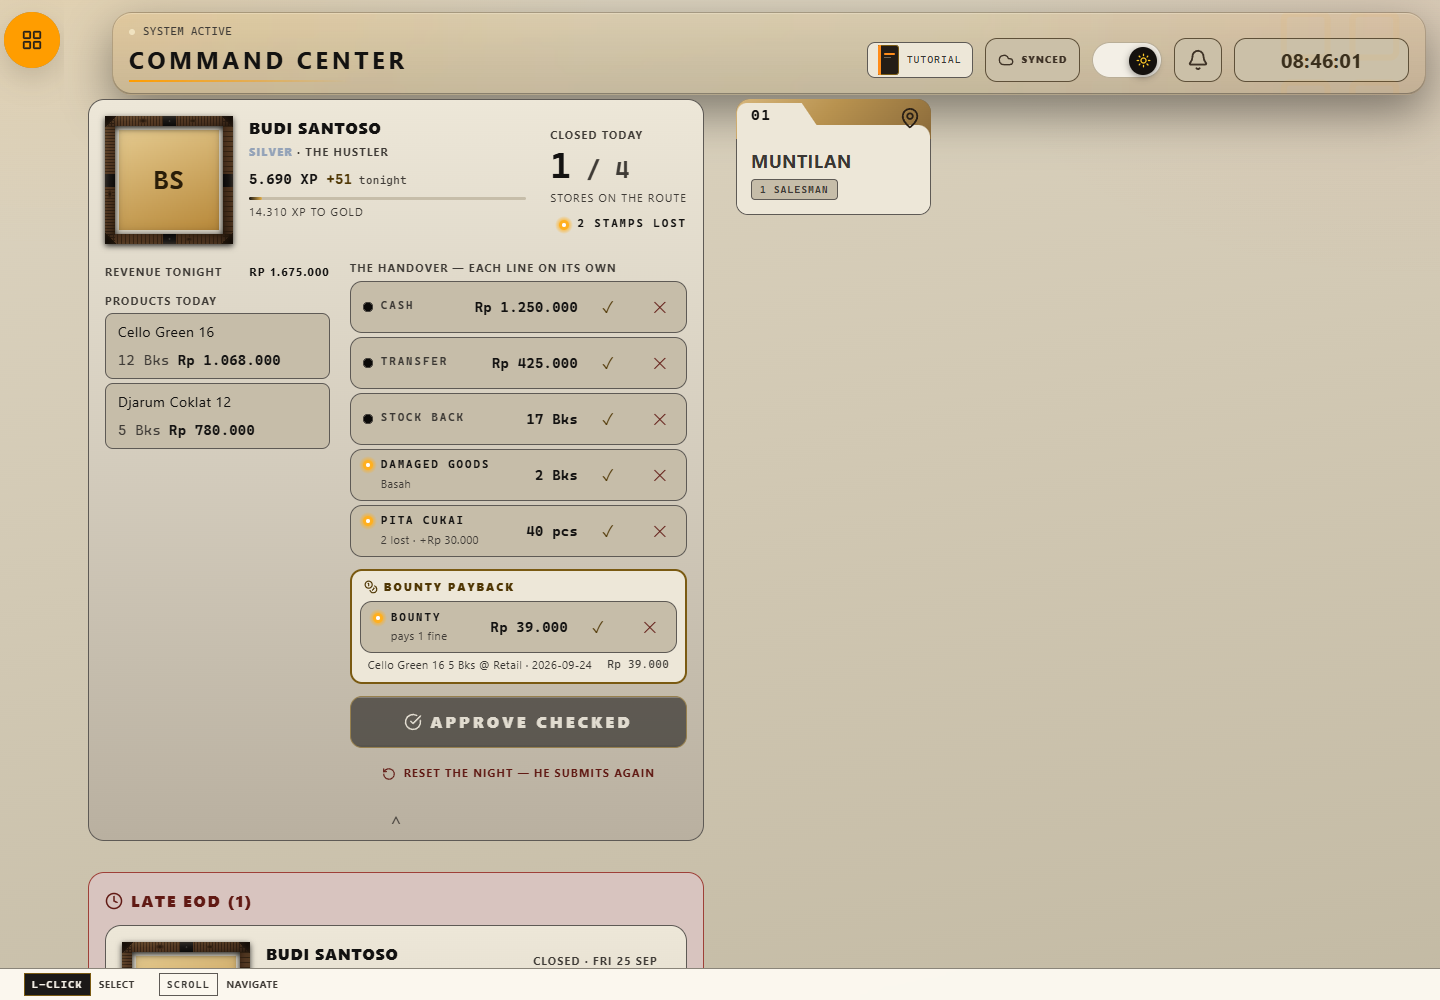 SYSTEM ACTIVE
COMMAND CENTER
TUTORIAL
SYNCED
08:46:01
BS
BUDI SANTOSO
SILVER · THE HUSTLER
5.690 XP +51 tonight
14.310 XP TO GOLD
CLOSED TODAY
1 / 4
STORES ON THE ROUTE
2 STAMPS LOST
01
MUNTILAN
1 SALESMAN
REVENUE TONIGHT RP 1.675.000
PRODUCTS TODAY
Cello Green 16
12 Bks Rp 1.068.000
Djarum Coklat 12
5 Bks Rp 780.000
THE HANDOVER — EACH LINE ON ITS OWN
CASH Rp 1.250.000 ✓ ✕
TRANSFER Rp 425.000 ✓ ✕
STOCK BACK 17 Bks ✓ ✕
DAMAGED GOODS 2 Bks ✓ ✕
Basah
PITA CUKAI 40 pcs ✓ ✕
2 lost · +Rp 30.000
BOUNTY PAYBACK
BOUNTY Rp 39.000 ✓ ✕
pays 1 fine
Cello Green 16 5 Bks @ Retail · 2026-09-24 Rp 39.000
APPROVE CHECKED
RESET THE NIGHT — HE SUBMITS AGAIN
LATE EOD (1)
BUDI SANTOSO
CLOSED · FRI 25 SEP
L-CLICK SELECT SCROLL NAVIGATE